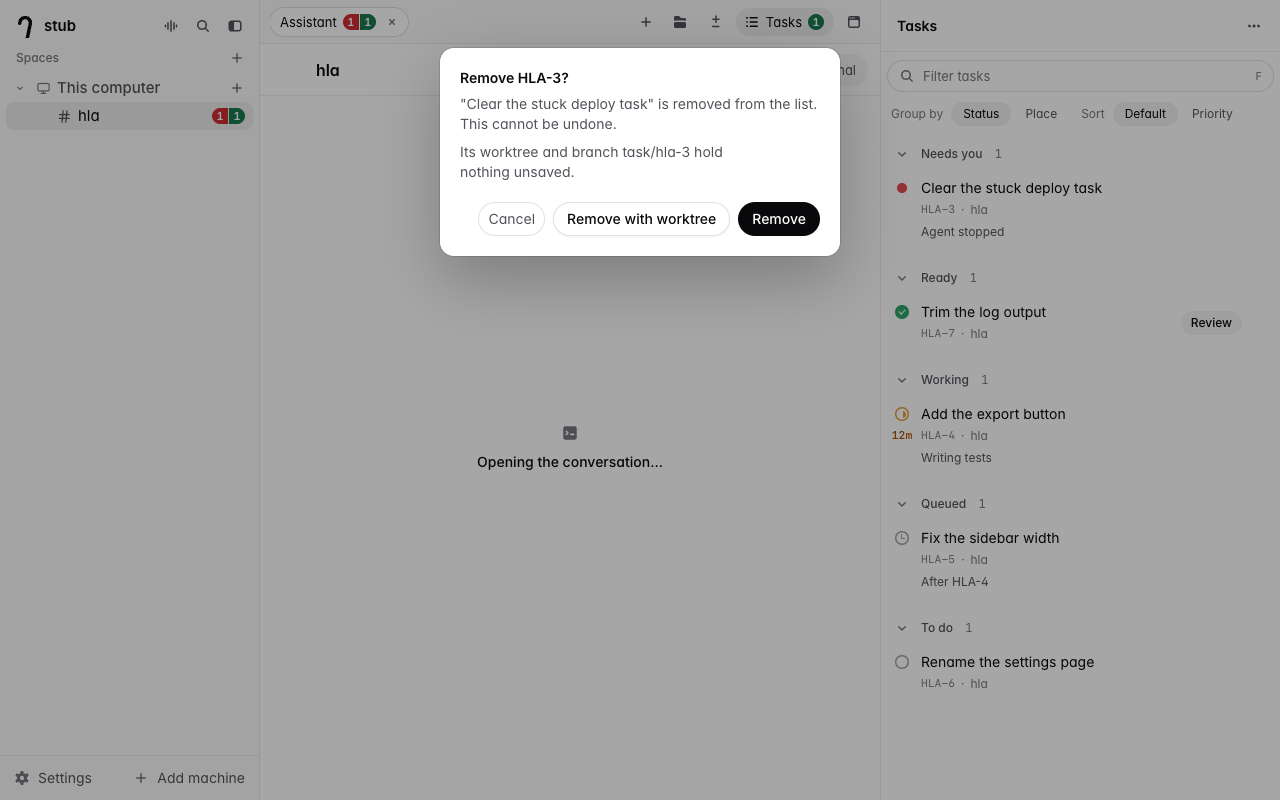 stub
Spaces
This computer
hla
1 1
Settings
Add machine
Assistant 1 1
Tasks 1
hla
Remove HLA-3?
"Clear the stuck deploy task" is removed from the list.
This cannot be undone.
Its worktree and branch task/hla-3 hold
nothing unsaved.
Cancel
Remove with worktree
Remove
Opening the conversation...
Tasks
Filter tasks
F
Group by Status Place Sort Default Priority
Needs you 1
Clear the stuck deploy task
HLA-3 · hla
Agent stopped
Ready 1
Trim the log output
HLA-7 · hla
Review
Working 1
Add the export button
12m HLA-4 · hla
Writing tests
Queued 1
Fix the sidebar width
HLA-5 · hla
After HLA-4
To do 1
Rename the settings page
HLA-6 · hla